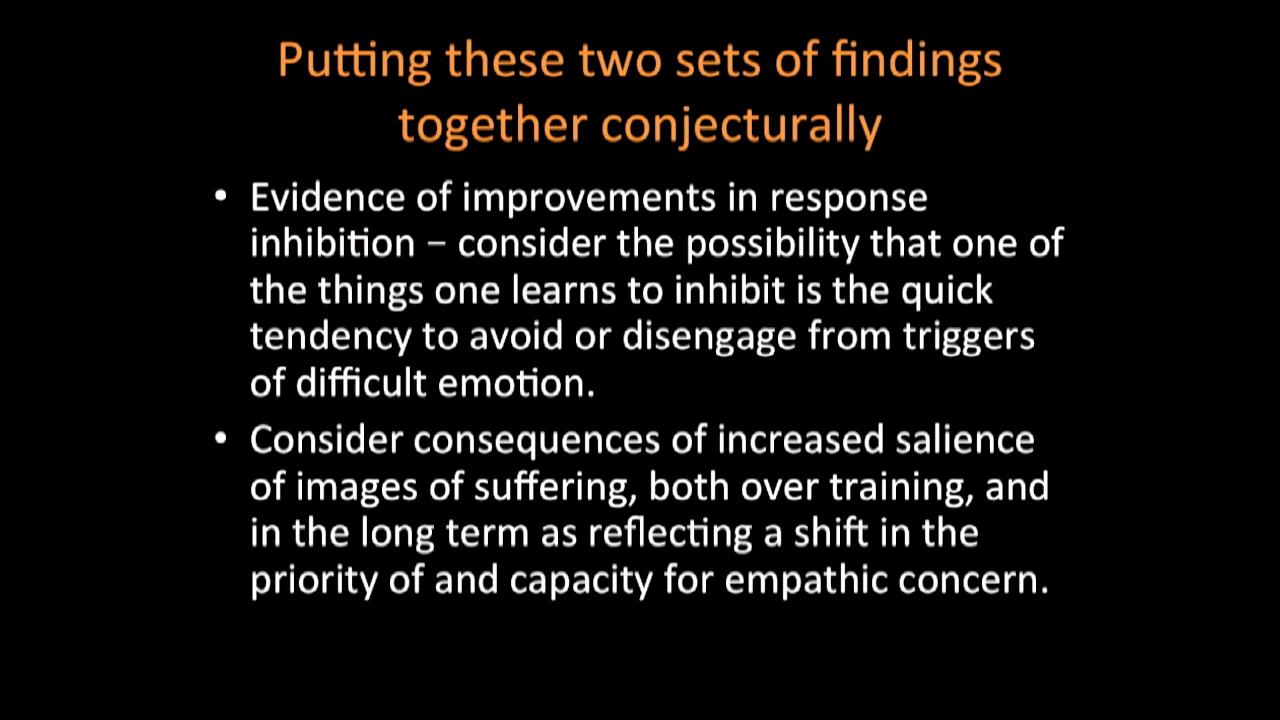 Putting these two sets of findings
together conjecturally
• Evidence of improvements in response
inhibition – consider the possibility that one of
the things one learns to inhibit is the quick
tendency to avoid or disengage from triggers
of difficult emotion.
• Consider consequences of increased salience
of images of suffering, both over training, and
in the long term as reflecting a shift in the
priority of and capacity for empathic concern.